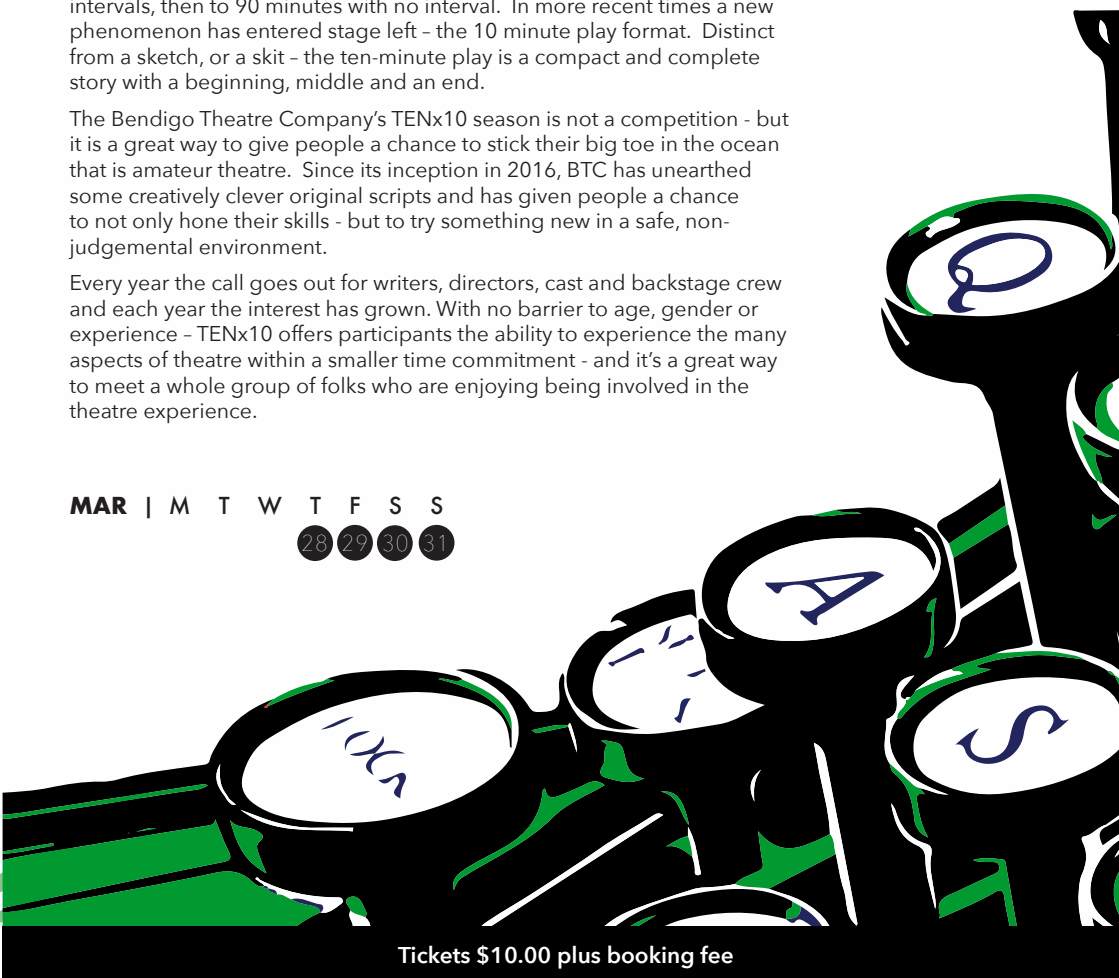 intervals, then to 90 minutes with no interval.  In more recent times a new
phenomenon has entered stage left – the 10 minute play format.  Distinct
from a sketch, or a skit – the ten-minute play is a compact and complete
story with a beginning, middle and an end.
The Bendigo Theatre Company's TENx10 season is not a competition - but
it is a great way to give people a chance to stick their big toe in the ocean
that is amateur theatre.  Since its inception in 2016, BTC has unearthed
some creatively clever original scripts and has given people a chance
to not only hone their skills - but to try something new in a safe, non-
judgemental environment.
Every year the call goes out for writers, directors, cast and backstage crew
and each year the interest has grown. With no barrier to age, gender or
experience – TENx10 offers participants the ability to experience the many
aspects of theatre within a smaller time commitment - and it's a great way
to meet a whole group of folks who are enjoying being involved in the
theatre experience.
MAR | M T W T F S S
28 29 30 31
Q
A
S
Tickets $10.00 plus booking fee